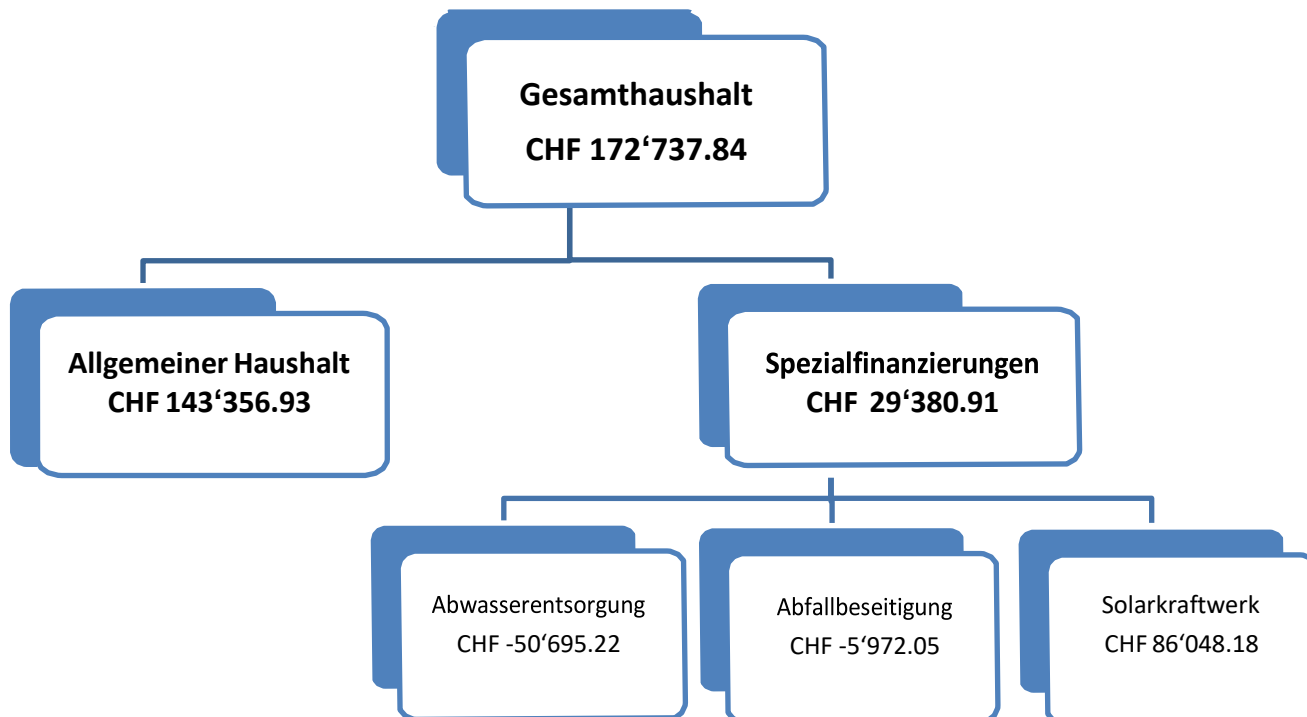 Gesamthaushalt
CHF 172‘737.84
Allgemeiner Haushalt
CHF 143‘356.93
Spezialfinanzierungen
CHF 29‘380.91
Abwasserentsorgung
CHF -50‘695.22
Abfallbeseitigung
CHF -5‘972.05
Solarkraftwerk
CHF 86‘048.18